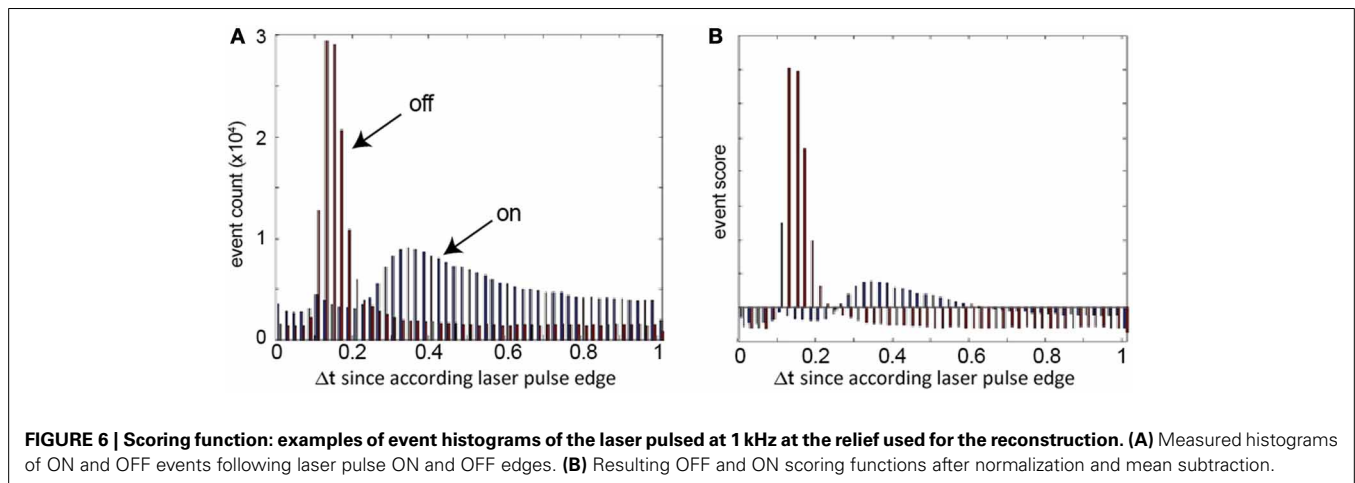 A
B
3
2
1
0
event count (x10⁴)
off
on
0 0.2 0.4 0.6 0.8 1
Δt since according laser pulse edge
event score
0 0.2 0.4 0.6 0.8 1
Δt since according laser pulse edge
FIGURE 6 | Scoring function: examples of event histograms of the laser pulsed at 1 kHz at the relief used for the reconstruction. (A) Measured histograms
of ON and OFF events following laser pulse ON and OFF edges. (B) Resulting OFF and ON scoring functions after normalization and mean subtraction.